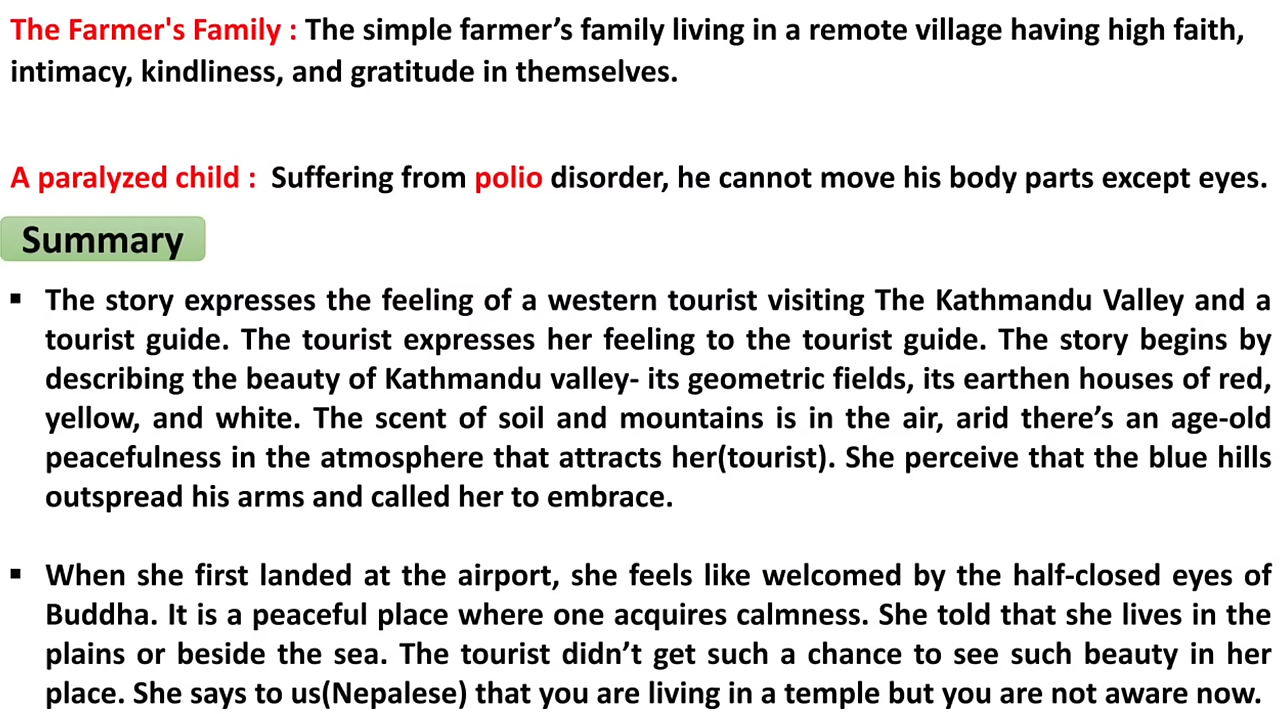 The Farmer's Family : The simple farmer’s family living in a remote village having high faith,
intimacy, kindliness, and gratitude in themselves.
A paralyzed child : Suffering from polio disorder, he cannot move his body parts except eyes.
Summary
▪ The story expresses the feeling of a western tourist visiting The Kathmandu Valley and a
tourist guide. The tourist expresses her feeling to the tourist guide. The story begins by
describing the beauty of Kathmandu valley- its geometric fields, its earthen houses of red,
yellow, and white. The scent of soil and mountains is in the air, arid there’s an age-old
peacefulness in the atmosphere that attracts her(tourist). She perceive that the blue hills
outspread his arms and called her to embrace.
▪ When she first landed at the airport, she feels like welcomed by the half-closed eyes of
Buddha. It is a peaceful place where one acquires calmness. She told that she lives in the
plains or beside the sea. The tourist didn’t get such a chance to see such beauty in her
place. She says to us(Nepalese) that you are living in a temple but you are not aware now.